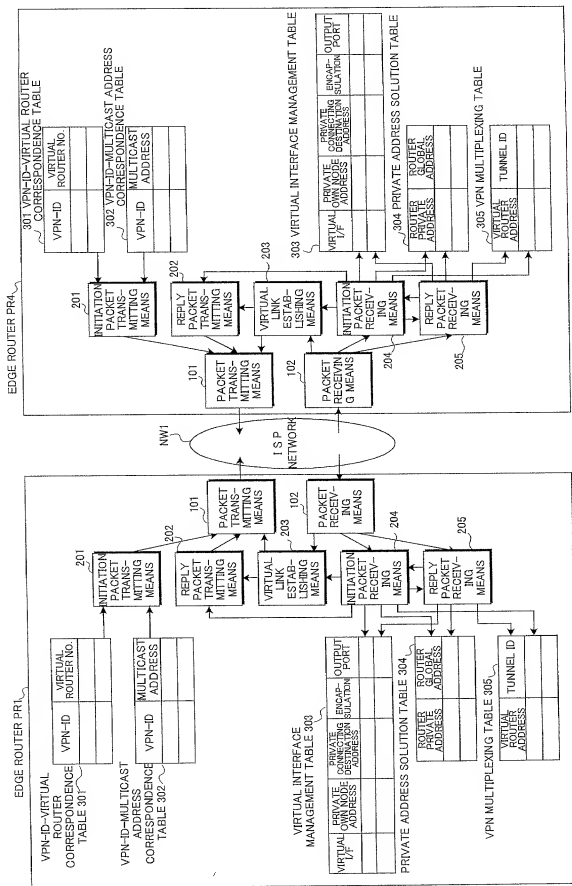 EDGE ROUTER PR1
VPN-ID-VIRTUAL
ROUTER
CORRESPONDENCE
TABLE 301
VPN-ID
VIRTUAL
ROUTER NO.
VPN-ID-MULTICAST
ADDRESS
CORRESPONDENCE
TABLE 302
VPN-ID
MULTICAST
ADDRESS
201
INITIATION
PACKET
TRANS-
MITTING
MEANS
202
REPLY
PACKET
TRANS-
MITTING
MEANS
101
PACKET
TRANS-
MITTING
MEANS
203
VIRTUAL
LINK
ESTAB-
LISHING
MEANS
102
PACKET
RECEIV-
ING
MEANS
204
INITIATION
PACKET
RECEIV-
ING
MEANS
205
REPLY
PACKET
RECEIV-
ING
MEANS
VIRTUAL INTERFACE
MANAGEMENT TABLE 303
VIRTUAL
I/F
PRIVATE
OWN NODE
ADDRESS
PRIVATE
CONNECTING
DESTINATION
ADDRESS
ENCAP-
SULATION
OUTPUT
PORT
PRIVATE ADDRESS SOLUTION TABLE 304
ROUTER
PRIVATE
ADDRESS
ROUTER
GLOBAL
ADDRESS
VPN MULTIPLEXING TABLE 305
VIRTUAL
ROUTER
ADDRESS
TUNNEL ID
NW1
ISP
NETWORK
EDGE ROUTER PR4
301 VPN-ID-VIRTUAL ROUTER
CORRESPONDENCE TABLE
VPN-ID
VIRTUAL
ROUTER NO.
302 VPN-ID-MULTICAST ADDRESS
CORRESPONDENCE TABLE
VPN-ID
MULTICAST
ADDRESS
201
INITIATION
PACKET
TRANS-
MITTING
MEANS
202
REPLY
PACKET
TRANS-
MITTING
MEANS
101
PACKET
TRANS-
MITTING
MEANS
203
VIRTUAL
LINK
ESTAB-
LISHING
MEANS
102
PACKET
RECEIVIN
G MEANS
204
INITIATION
PACKET
RECEIV-
ING
MEANS
205
REPLY
PACKET
RECEIV-
ING
MEANS
303 VIRTUAL INTERFACE MANAGEMENT TABLE
VIRTUAL
I/F
PRIVATE
OWN NODE
ADDRESS
PRIVATE
CONNECTING
DESTINATION
ADDRESS
ENCAP-
SULATION
OUTPUT
PORT
304 PRIVATE ADDRESS SOLUTION TABLE
ROUTER
PRIVATE
ADDRESS
ROUTER
GLOBAL
ADDRESS
305 VPN MULTIPLEXING TABLE
VIRTUAL
ROUTER
ADDRESS
TUNNEL ID